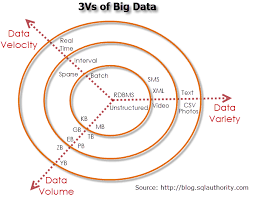 3Vs of Big Data
Data
Velocity
Real
Time
Interval
Sparse
Batch
SMS
RDBMS
XML
Text
Unstructured
Video
CSV
Photos
Data
Variety
KB
MB
GB
TB
EB
PB
ZB
YB
Data
Volume
Source: http://blog.sqlauthority.com